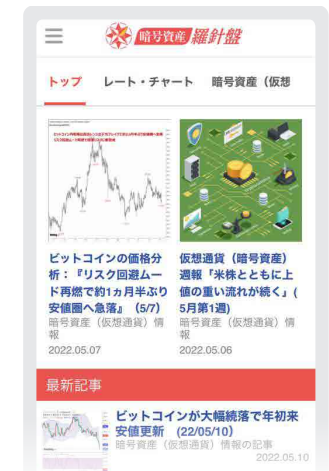 暗号資産 羅針盤
トップ レート・チャート 暗号資産（仮想
ビットコインの価格分
析：『リスク回避ムー
ド再燃で約1ヵ月半ぶり
安値圏へ急落』（5/7）
暗号資産（仮想通貨）情
報
2022.05.07
仮想通貨（暗号資産）
週報「米株とともに上
値の重い流れが続く」(
5月第1週)
暗号資産（仮想通貨）情
報
2022.05.06
最新記事
ビットコインが大幅続落で年初来
安値更新 (22/05/10)
暗号資産（仮想通貨）情報の記事
2022.05.10